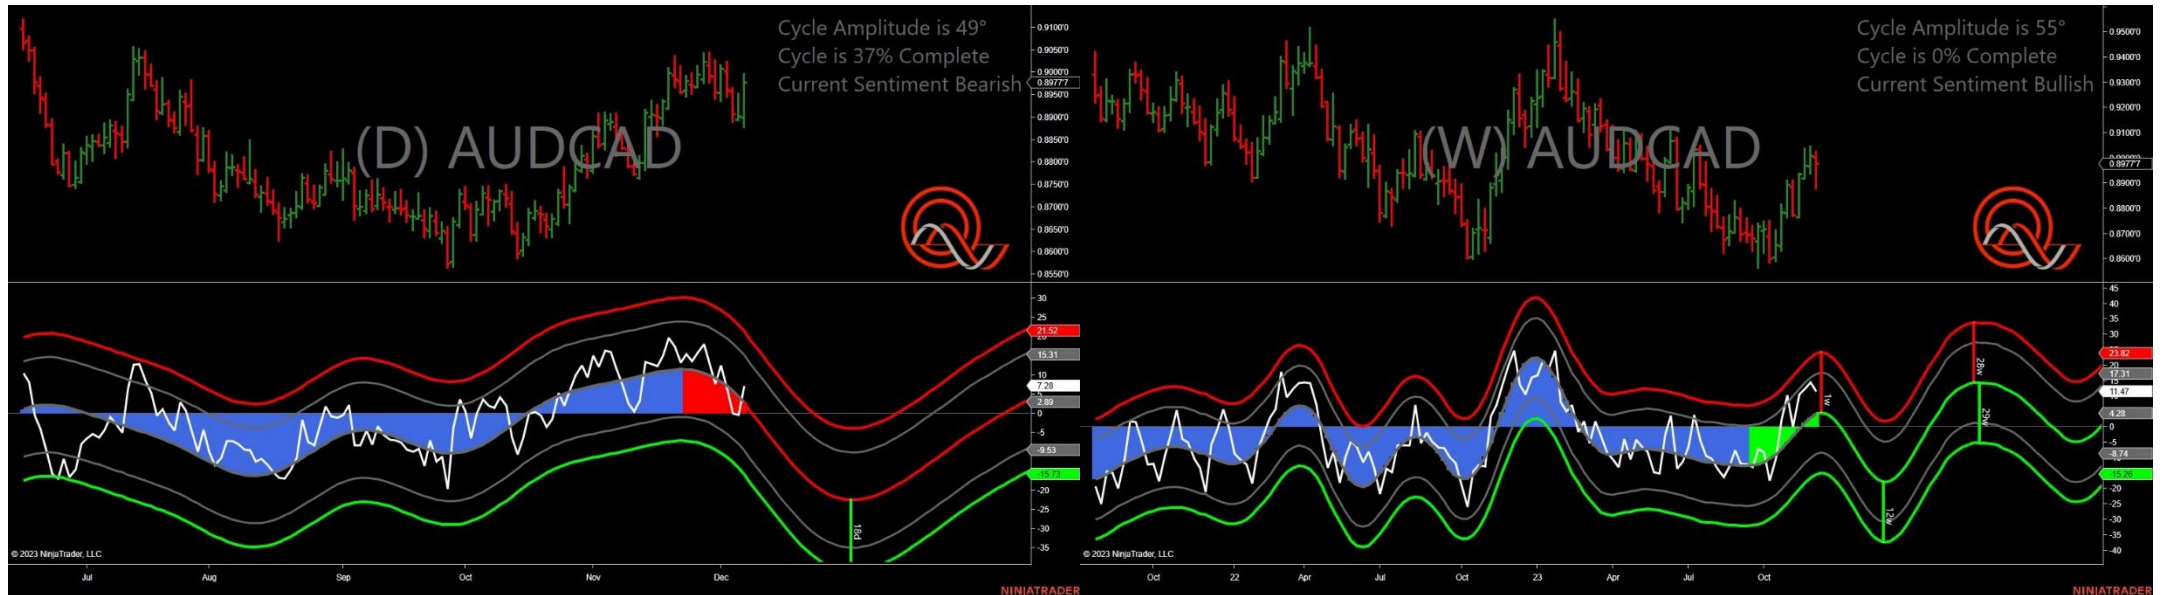 Cycle Amplitude is 49°
Cycle is 37% Complete
Current Sentiment Bearish
(D) AUDCAD
0.9100'0
0.9050'0
0.9000'0
0.8977'7
0.8950'0
0.8900'0
0.8850'0
0.8800'0
0.8750'0
0.8700'0
0.8650'0
0.8600'0
0.8550'0
30
25
21.52
15.31
10
7.28
2.89
0
-5
-9.53
-15.73
-20
-25
-30
-35
18d
© 2023 NinjaTrader, LLC
Jul Aug Sep Oct Nov Dec
NINJATRADER
Cycle Amplitude is 55°
Cycle is 0% Complete
Current Sentiment Bullish
(W) AUDCAD
0.9500'0
0.9400'0
0.9300'0
0.9200'0
0.9100'0
0.8977'7
0.8900'0
0.8800'0
0.8700'0
0.8600'0
45
40
35
30
23.82
17.31
15
11.47
4.28
0
-5
-8.74
-15.26
-20
-25
-30
-35
-40
1w
28w
29w
12w
© 2023 NinjaTrader, LLC
Oct 22 Apr Jul Oct 23 Apr Jul Oct
NINJATRADER